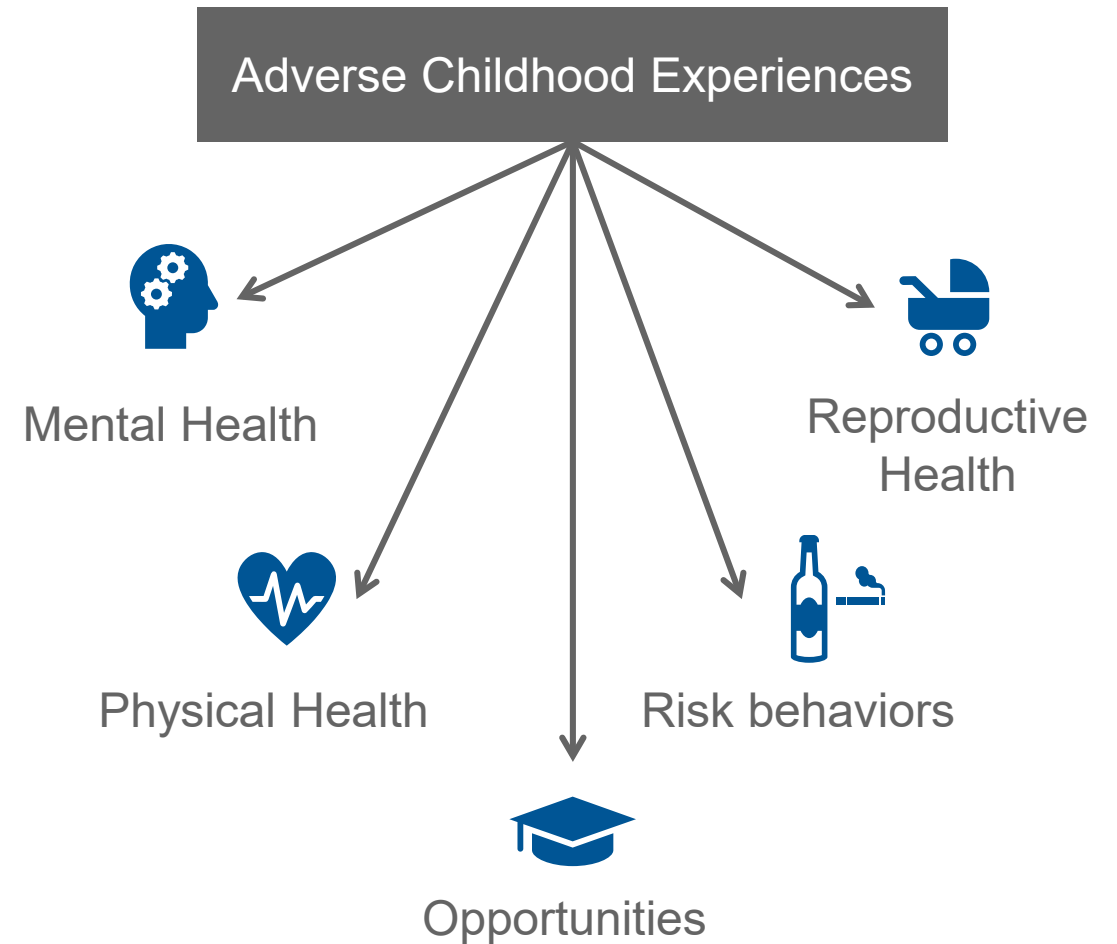 Adverse Childhood Experiences
Mental Health
Reproductive
Health
Physical Health
Risk behaviors
Opportunities